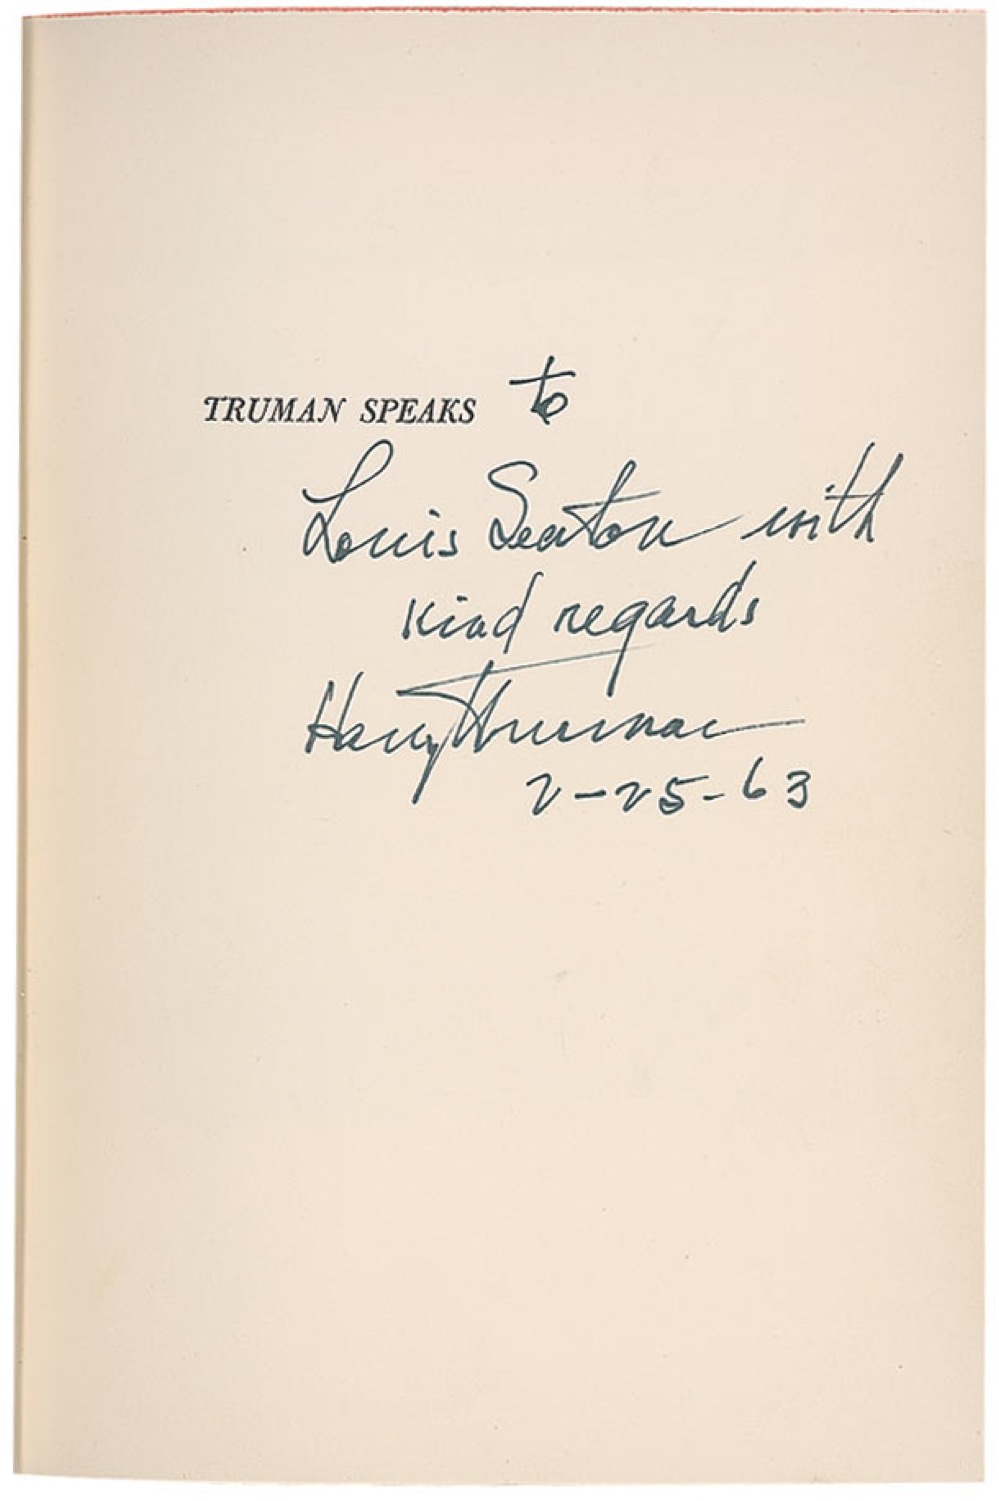 TRUMAN SPEAKS to
Louis Seaton with
kind regards
Harry Truman
2-25-63